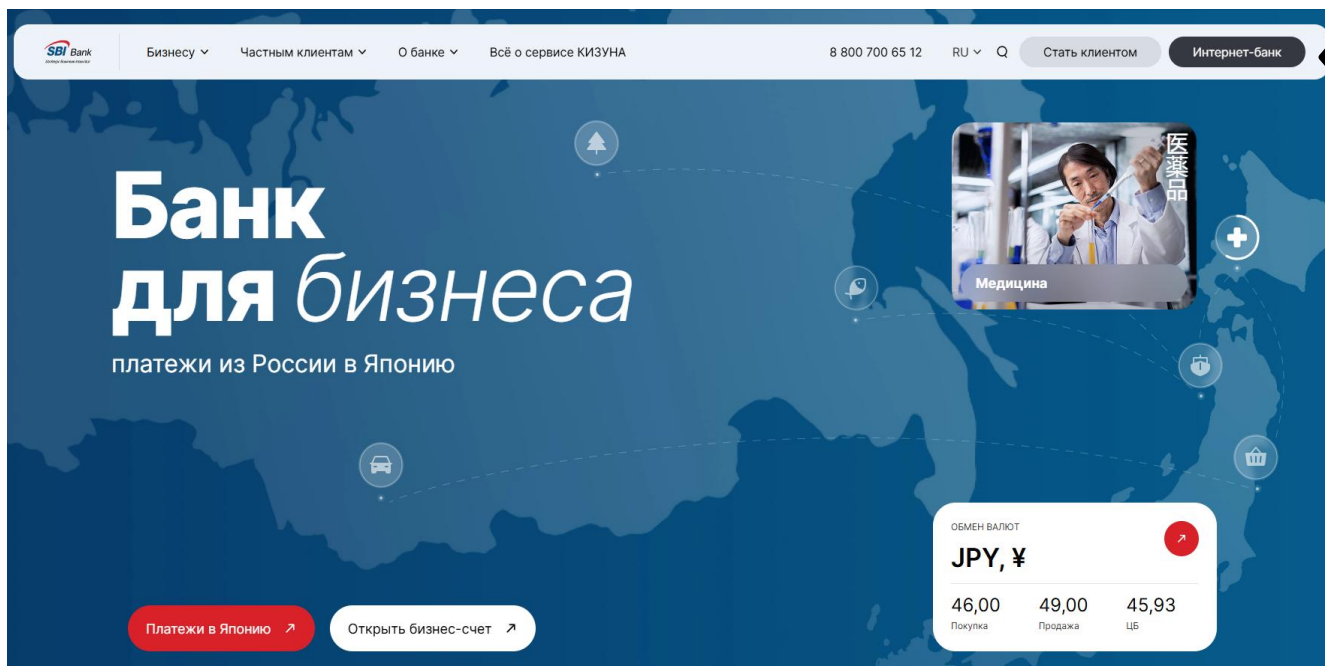 SBI Bank
Бизнесу
Частным клиентам
О банке
Всё о сервисе КИЗУНА
8 800 700 65 12
RU
Стать клиентом
Интернет-банк
Банк
для бизнеса
платежи из России в Японию
医薬品
Медицина
ОБМЕН ВАЛЮТ
JPY, ¥
46,00
49,00
45,93
Покупка
Продажа
ЦБ
Платежи в Японию
Открыть бизнес-счет